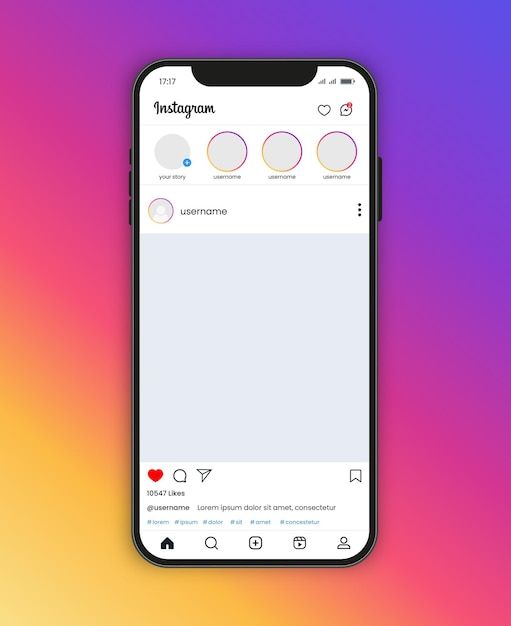 17:17
Instagram
your story username username username
username
10547 Likes
@username Lorem ipsum dolor sit amet, consectetur
#lorem #ipsum #dolor #sit #amet #concestetur